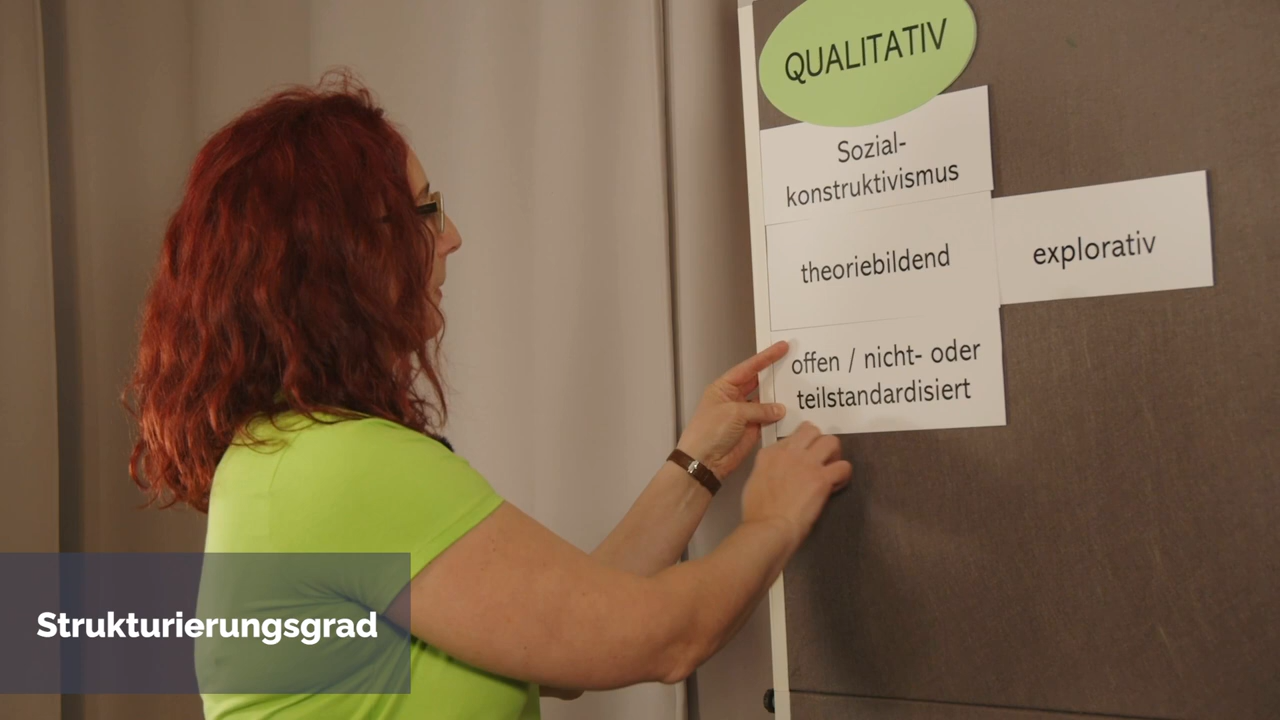 QUALITATIV
Sozial-
konstruktivismus
theoriebildend
explorativ
offen / nicht- oder
teilstandardisiert
Strukturierungsgrad